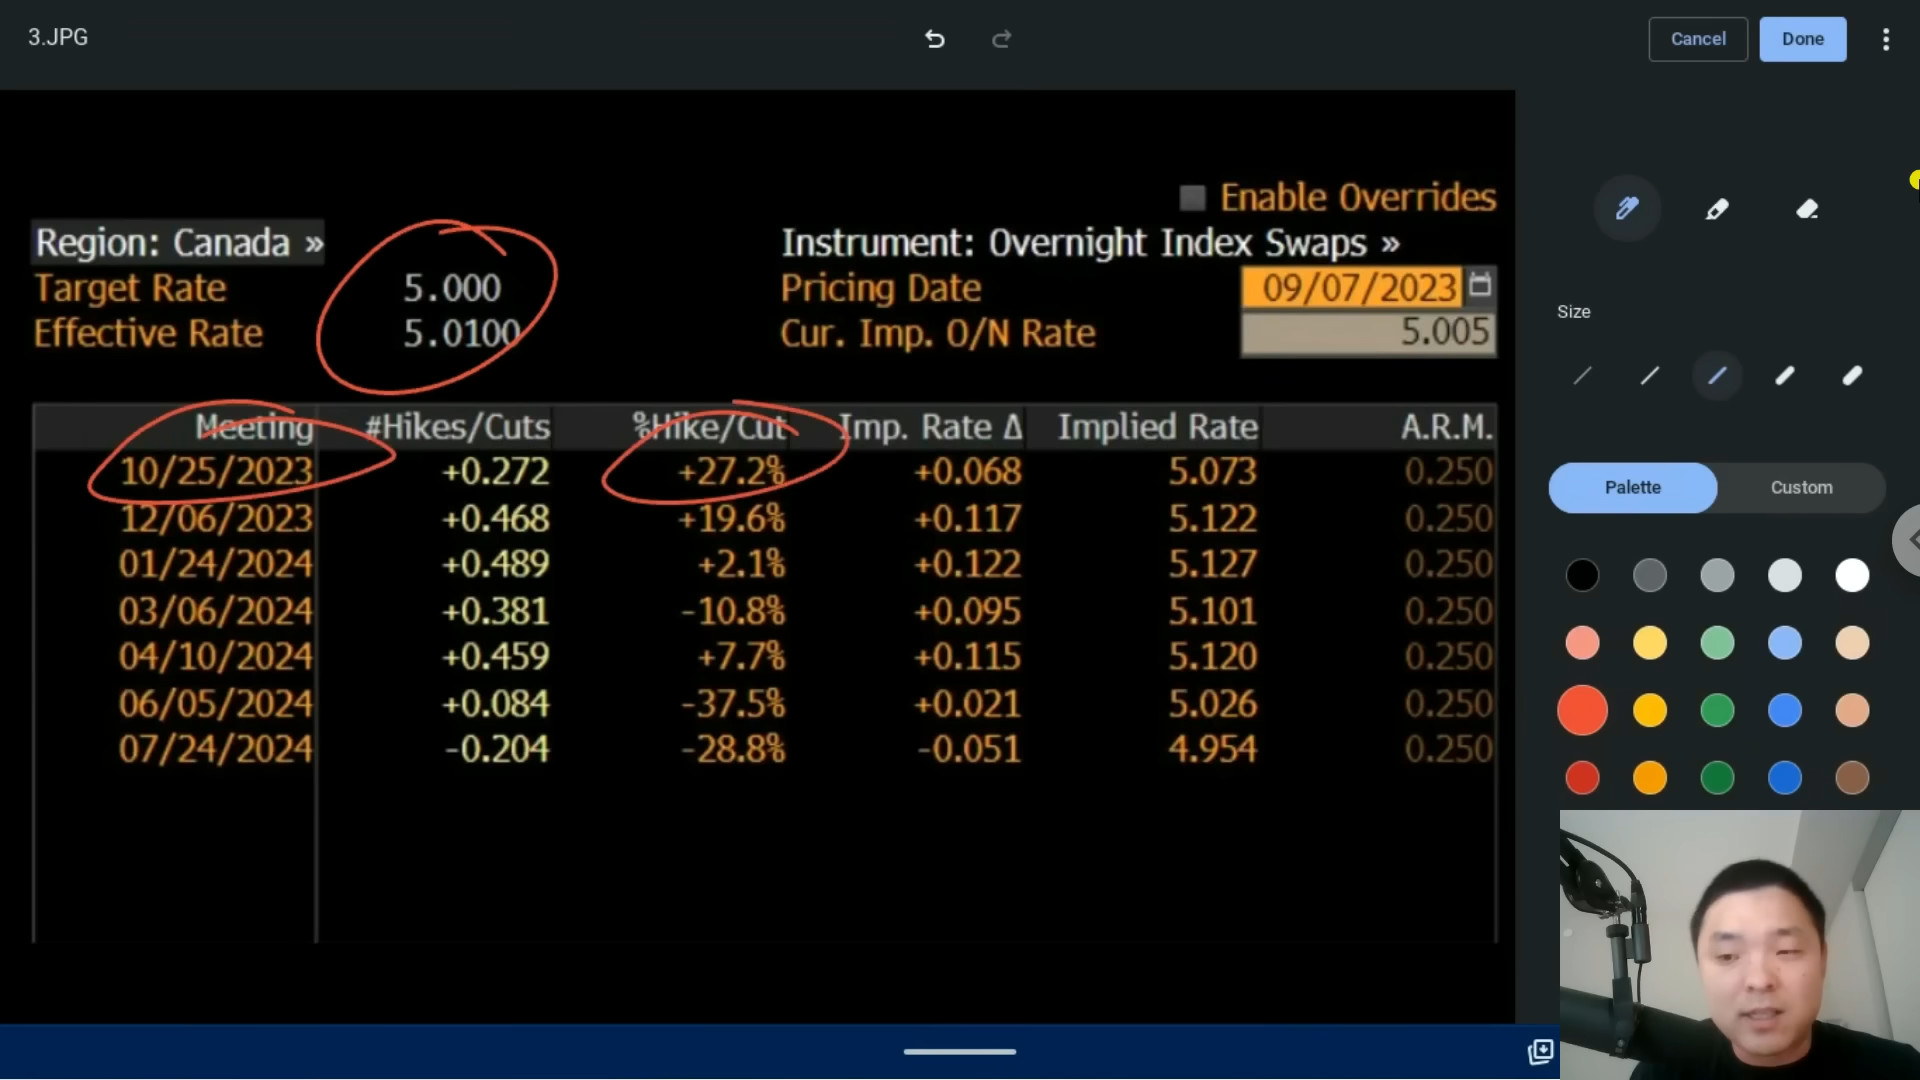 3.JPG
Cancel
Done
Enable Overrides
Region: Canada »
Instrument: Overnight Index Swaps »
Target Rate 5.000
Pricing Date 09/07/2023
Effective Rate 5.0100
Cur. Imp. O/N Rate 5.005
Meeting #Hikes/Cuts %Hike/Cut Imp. Rate Δ Implied Rate A.R.M.
10/25/2023 +0.272 +27.2% +0.068 5.073 0.250
12/06/2023 +0.468 +19.6% +0.117 5.122 0.250
01/24/2024 +0.489 +2.1% +0.122 5.127 0.250
03/06/2024 +0.381 -10.8% +0.095 5.101 0.250
04/10/2024 +0.459 +7.7% +0.115 5.120 0.250
06/05/2024 +0.084 -37.5% +0.021 5.026 0.250
07/24/2024 -0.204 -28.8% -0.051 4.954 0.250
Size
Palette
Custom